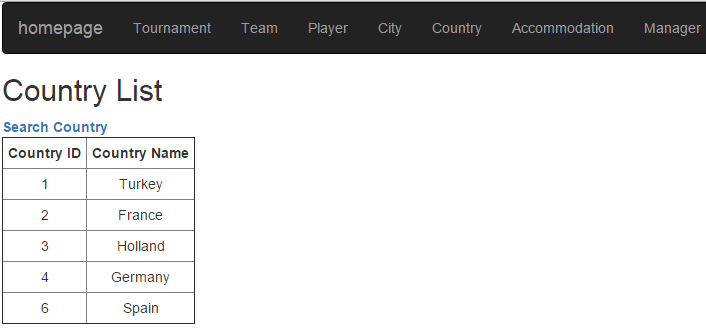 homepage Tournament Team Player City Country Accommodation Manager
Country List
Search Country
Country ID Country Name
1 Turkey
2 France
3 Holland
4 Germany
6 Spain